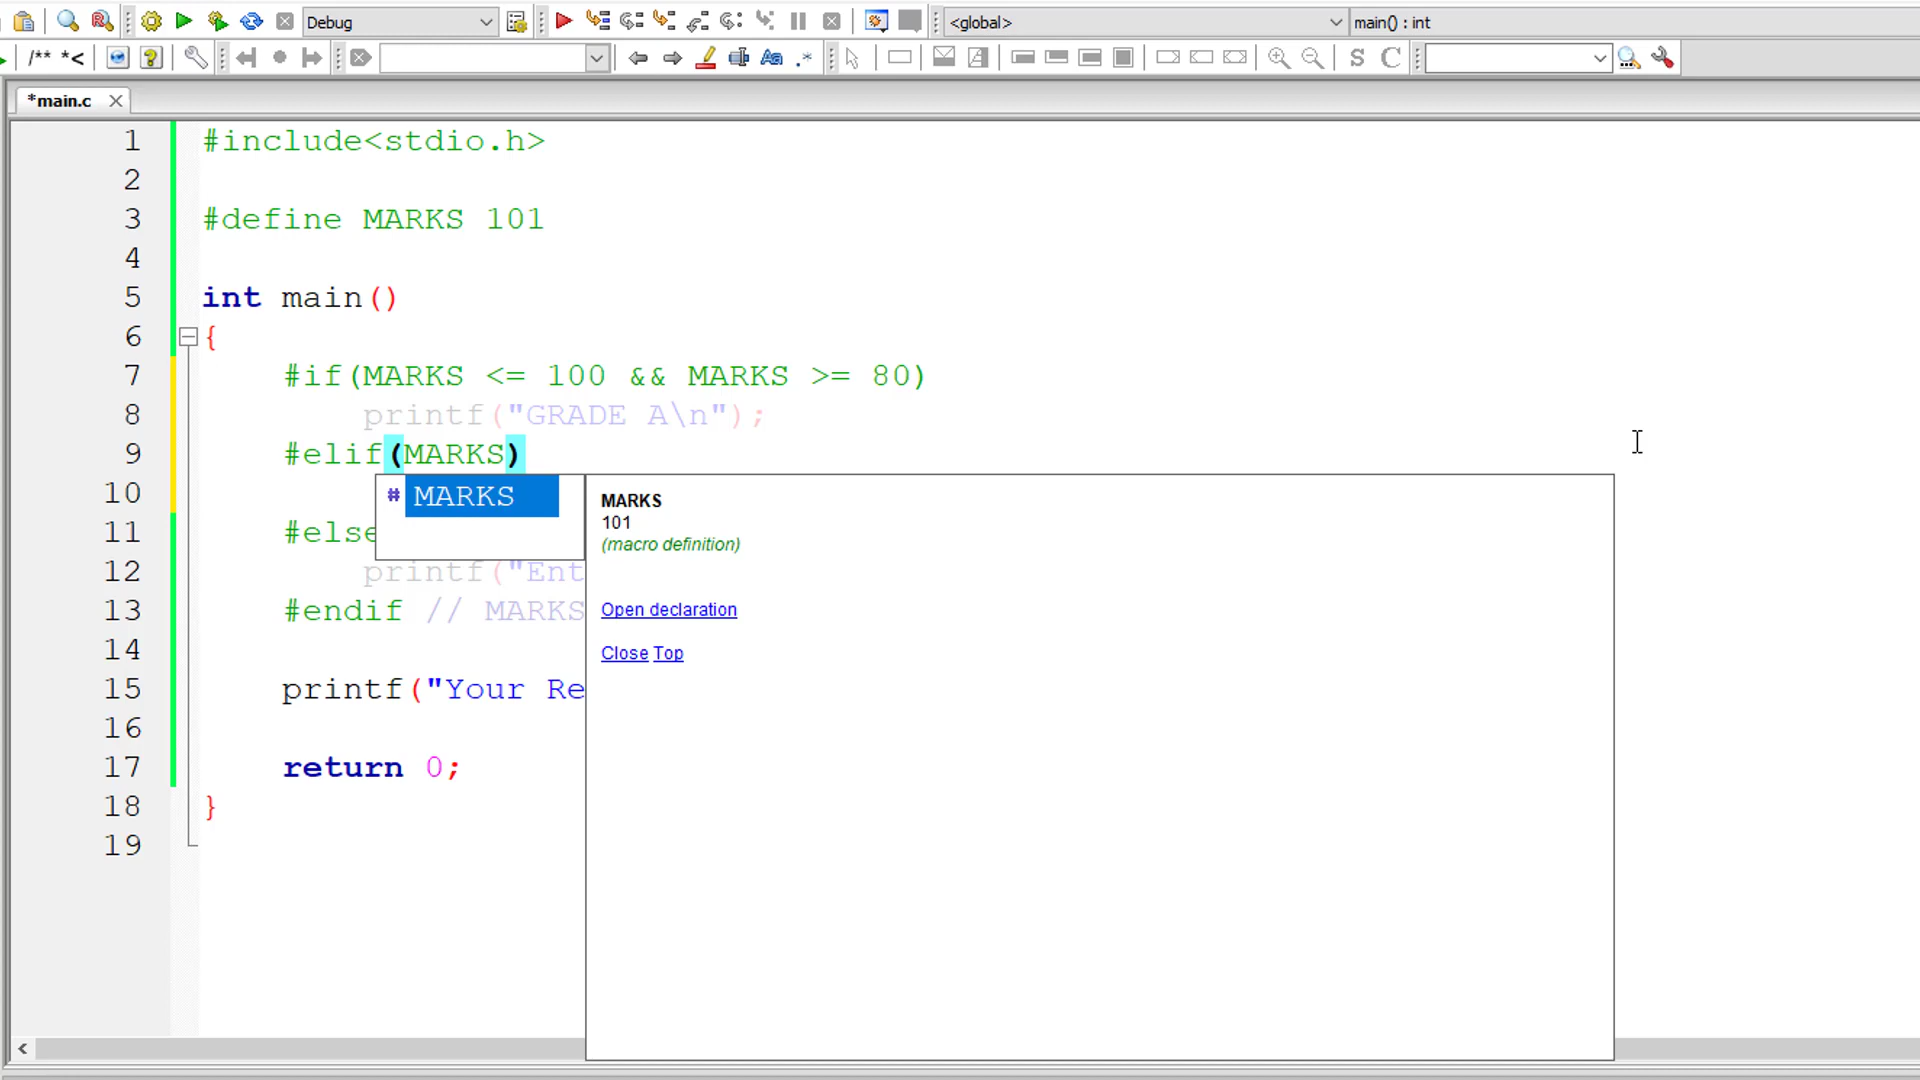 Debug
<global>
main() : int
/** *<
Aa
.*
S C
*main.c
1 #include<stdio.h>
2
3 #define MARKS 101
4
5 int main()
6 {
7 #if(MARKS <= 100 && MARKS >= 80)
8 printf("GRADE A\n");
9 #elif(MARKS)
10
# MARKS
MARKS
101
(macro definition)
Open declaration
Close Top
11 #else
12 printf("Ent
13 #endif // MARKS
14
15 printf("Your Re
16
17 return 0;
18 }
19